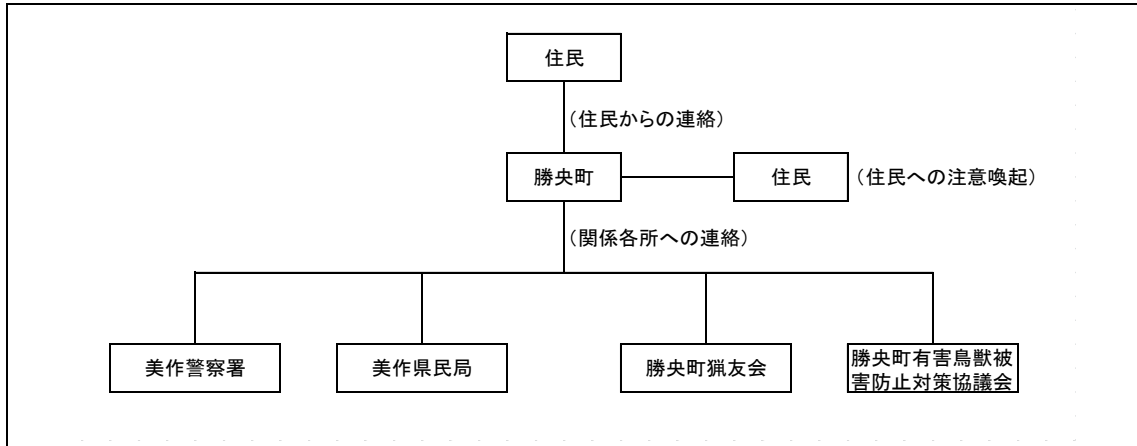 住民
(住民からの連絡)
勝央町
住民
(住民への注意喚起)
(関係各所への連絡)
美作警察署
美作県民局
勝央町猟友会
勝央町有害鳥獣被
害防止対策協議会